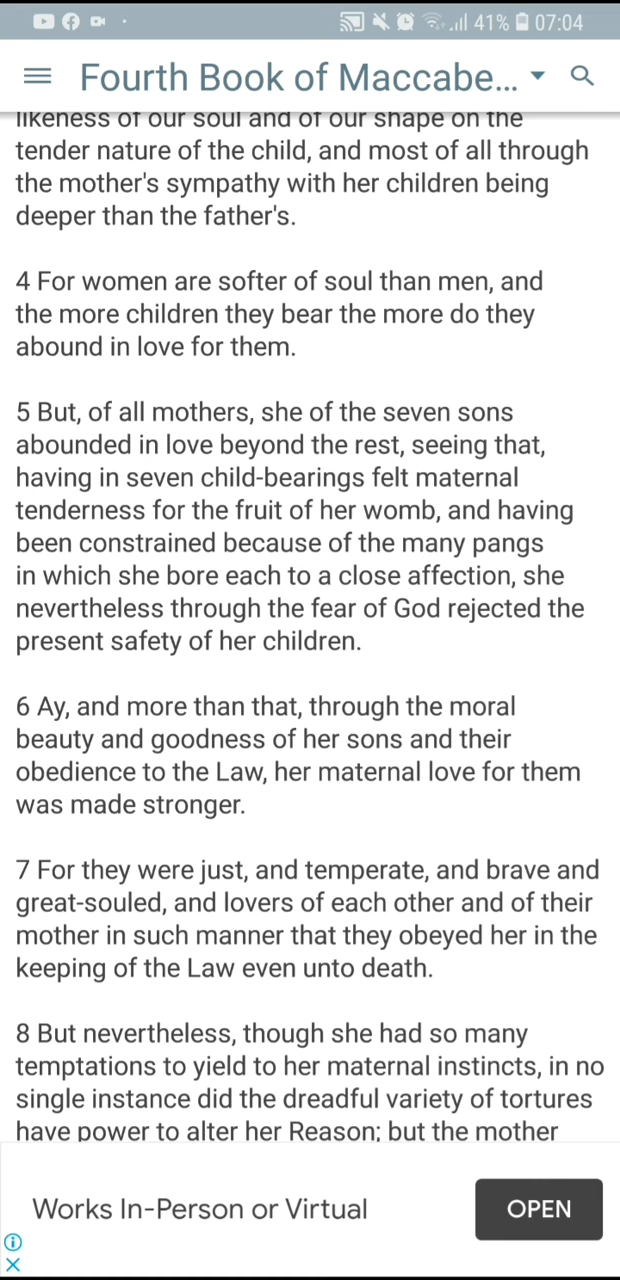 41% 07:04
Fourth Book of Maccabe...
likeness of our soul and of our shape on the
tender nature of the child, and most of all through
the mother's sympathy with her children being
deeper than the father's.
4 For women are softer of soul than men, and
the more children they bear the more do they
abound in love for them.
5 But, of all mothers, she of the seven sons
abounded in love beyond the rest, seeing that,
having in seven child-bearings felt maternal
tenderness for the fruit of her womb, and having
been constrained because of the many pangs
in which she bore each to a close affection, she
nevertheless through the fear of God rejected the
present safety of her children.
6 Ay, and more than that, through the moral
beauty and goodness of her sons and their
obedience to the Law, her maternal love for them
was made stronger.
7 For they were just, and temperate, and brave and
great-souled, and lovers of each other and of their
mother in such manner that they obeyed her in the
keeping of the Law even unto death.
8 But nevertheless, though she had so many
temptations to yield to her maternal instincts, in no
single instance did the dreadful variety of tortures
have power to alter her Reason; but the mother
Works In-Person or Virtual
OPEN